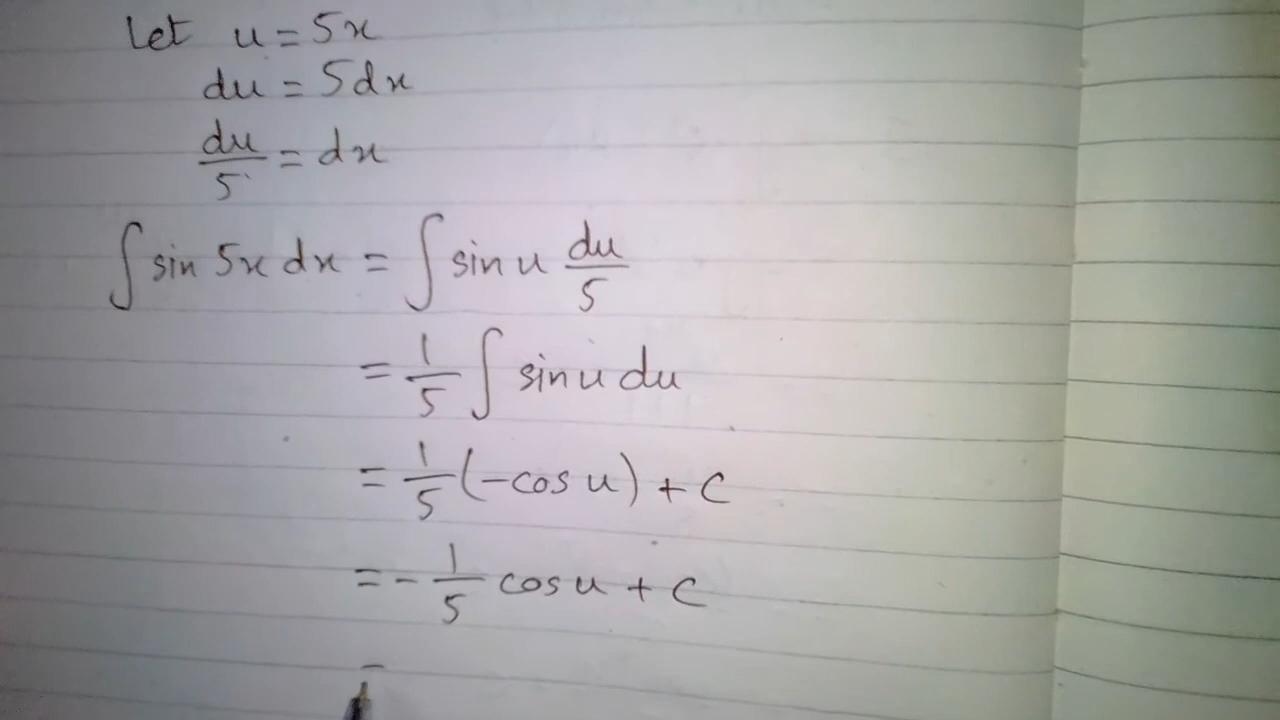 Let u = 5x
du = 5dx
du/5 = dx
∫ sin 5x dx = ∫ sin u du/5
= 1/5 ∫ sin u du
= 1/5 (-cos u) + c
= - 1/5 cos u + c